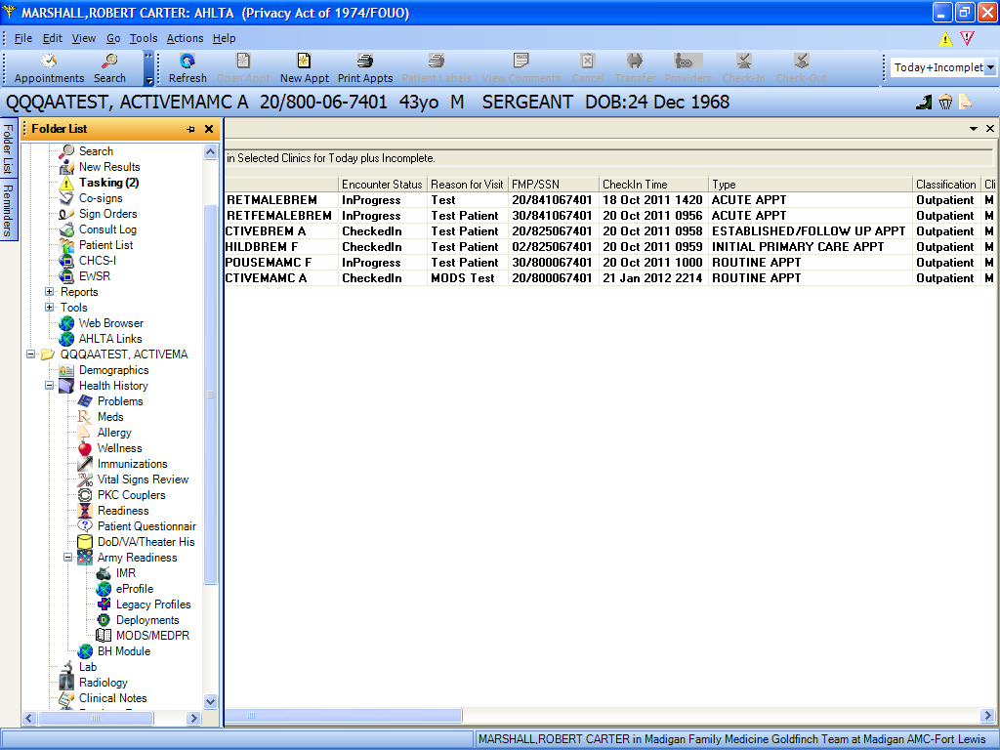 MARSHALL,ROBERT CARTER: AHLTA (Privacy Act of 1974/FOUO)
File Edit View Go Tools Actions Help
Appointments Search Refresh Open Appt New Appt Print Appts Patient Labels View Comments Cancel Transfer Providers Check-In Check-Out Today+Incomplet
QQQAATEST, ACTIVEMAMC A 20/800-06-7401 43yo M SERGEANT DOB:24 Dec 1968
Folder List
Reminders
Folder List
Search
New Results
Tasking (2)
Co-signs
Sign Orders
Consult Log
Patient List
CHCS-I
EWSR
Reports
Tools
Web Browser
AHLTA Links
QQQAATEST, ACTIVEMA
Demographics
Health History
Problems
Meds
Allergy
Wellness
Immunizations
Vital Signs Review
PKC Couplers
Readiness
Patient Questionnair
DoD/VA/Theater His
Army Readiness
IMR
eProfile
Legacy Profiles
Deployments
MODS/MEDPR
BH Module
Lab
Radiology
Clinical Notes
in Selected Clinics for Today plus Incomplete.
Encounter Status Reason for Visit FMP/SSN CheckIn Time Type Classification Cli
RETMALEBREM InProgress Test 20/841067401 18 Oct 2011 1420 ACUTE APPT Outpatient M
RETFEMALEBREM InProgress Test Patient 30/841067401 20 Oct 2011 0956 ACUTE APPT Outpatient M
CTIVEBREM A CheckedIn Test Patient 20/825067401 20 Oct 2011 0958 ESTABLISHED/FOLLOW UP APPT Outpatient M
HILDBREM F CheckedIn Test Patient 02/825067401 20 Oct 2011 0959 INITIAL PRIMARY CARE APPT Outpatient M
POUSEMAMC F InProgress Test Patient 30/800067401 20 Oct 2011 1000 ROUTINE APPT Outpatient M
CTIVEMAMC A CheckedIn MODS Test 20/800067401 21 Jan 2012 2214 ROUTINE APPT Outpatient M
MARSHALL,ROBERT CARTER in Madigan Family Medicine Goldfinch Team at Madigan AMC-Fort Lewis